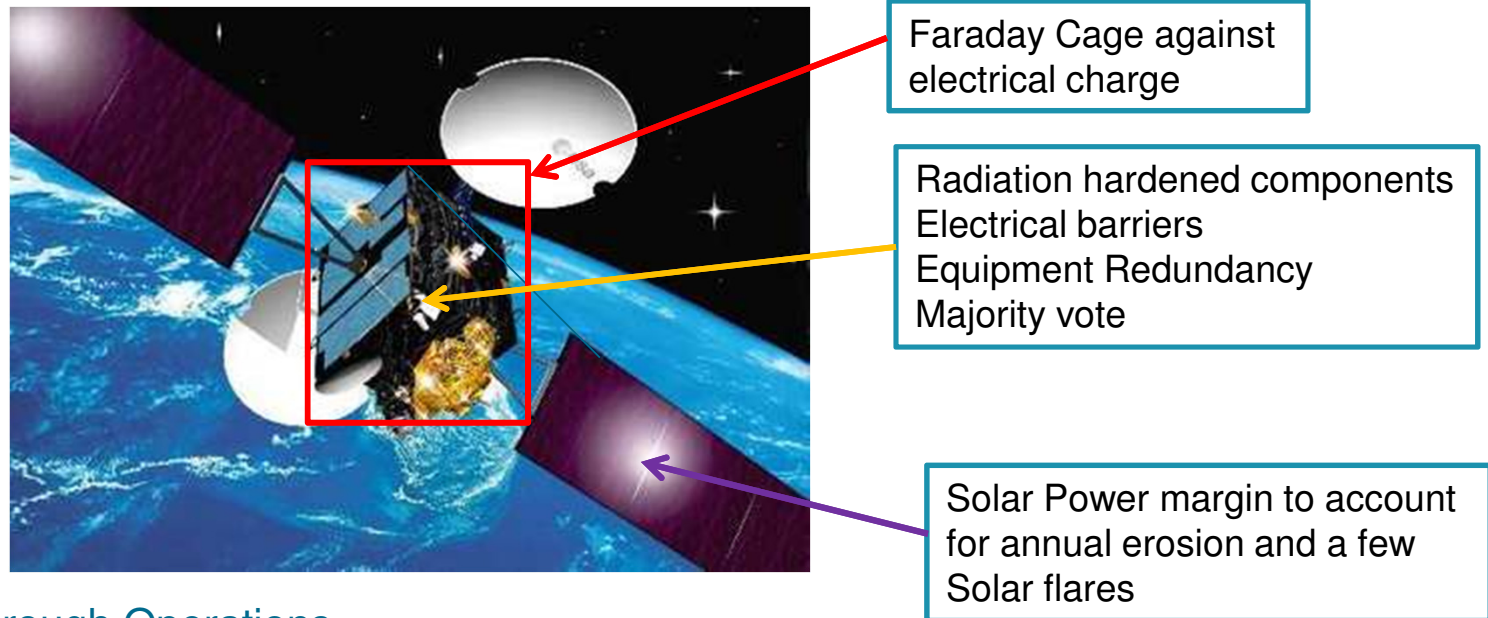 Faraday Cage against
electrical charge
Radiation hardened components
Electrical barriers
Equipment Redundancy
Majority vote
Solar Power margin to account
for annual erosion and a few
Solar flares
Operations